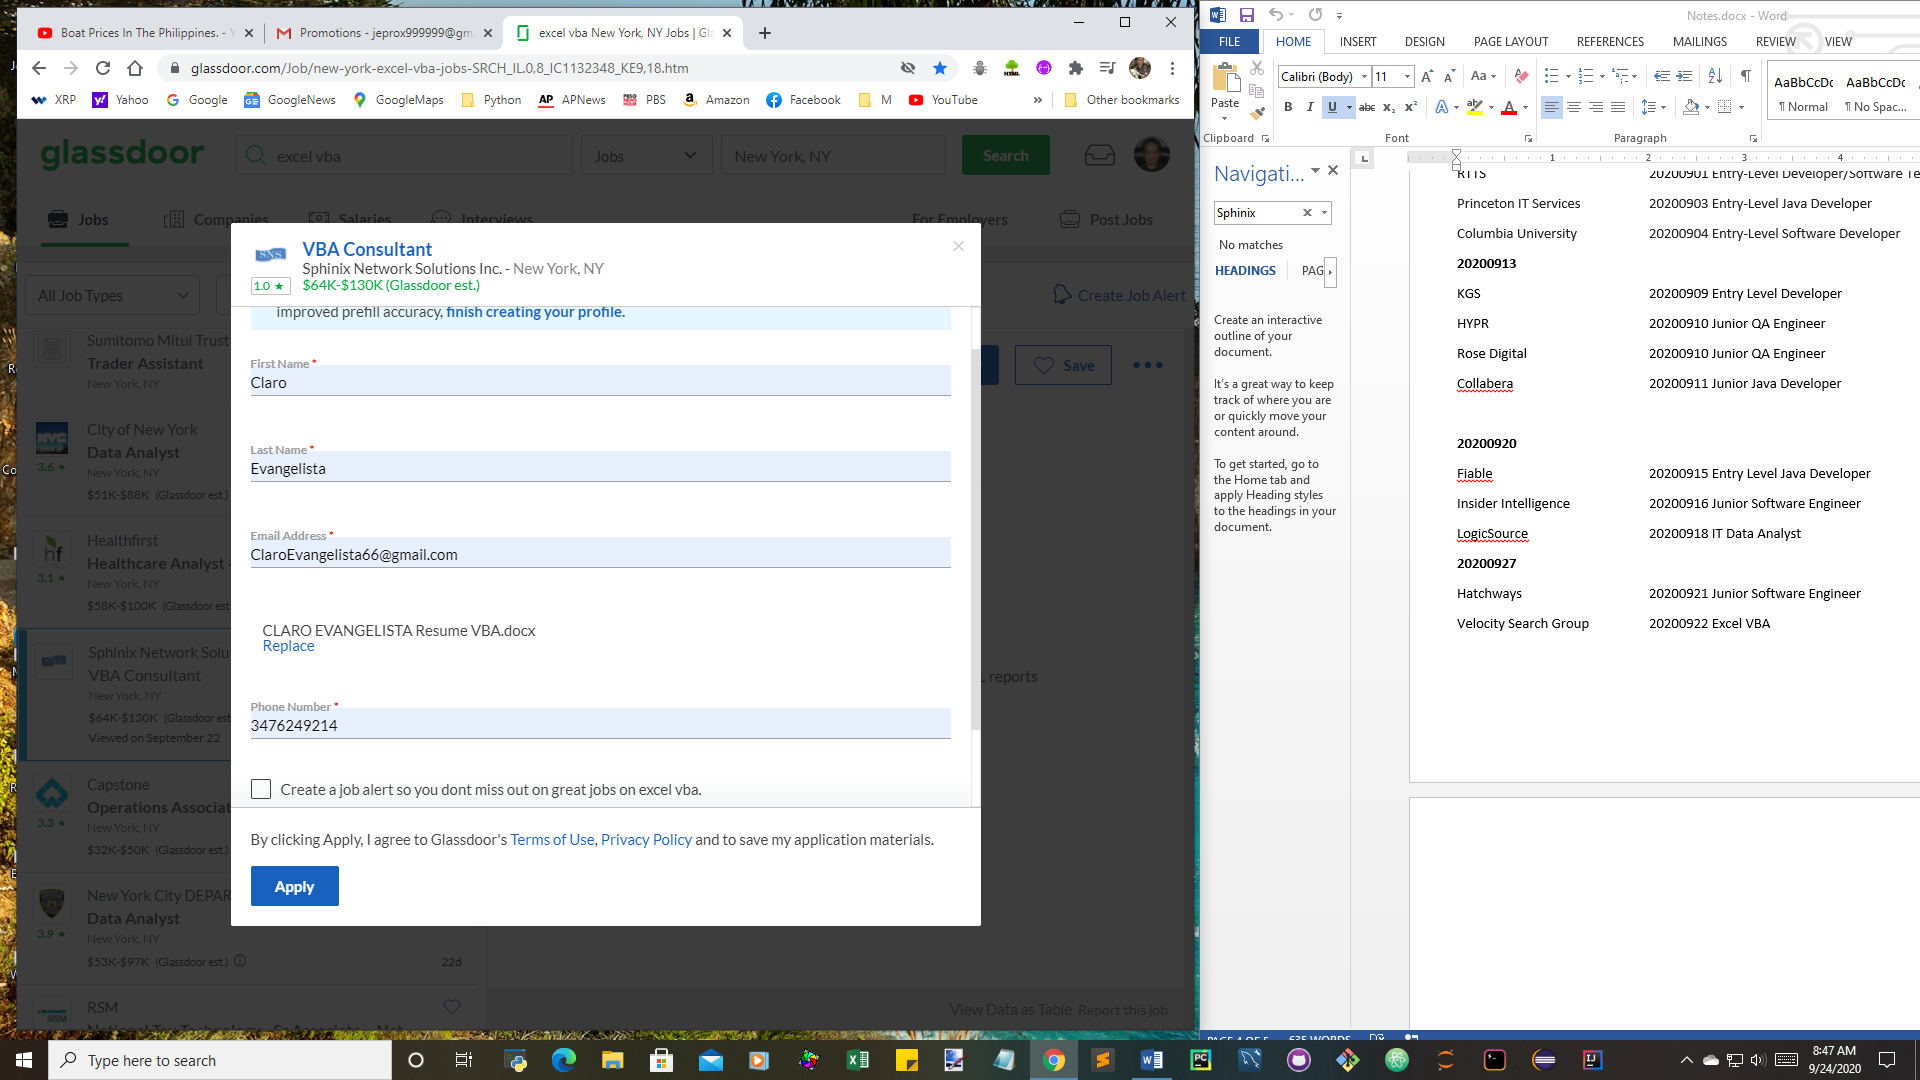 Boat Prices In The Philippines. - Y
Promotions - jeprox999999@gm
excel vba New York, NY Jobs | Gla
glassdoor.com/Job/new-york-excel-vba-jobs-SRCH_IL.0,8_IC1132348_KE9,18.htm
XRP
Yahoo
Google
GoogleNews
GoogleMaps
Python
APNews
PBS
Amazon
Facebook
M
YouTube
»
Other bookmarks
glassdoor
excel vba
Jobs
New York, NY
Search
Jobs
Companies
Salaries
Interviews
For Employers
Post Jobs
All Job Types
Create Job Alert
Sumitomo Mitui Trust
Trader Assistant
New York, NY
City of New York
Data Analyst
3.6 ★
New York, NY
$51K-$88K (Glassdoor est.)
Healthfirst
Healthcare Analyst -
3.1 ★
New York, NY
$58K-$100K (Glassdoor est.
Sphinix Network Solu
VBA Consultant
New York, NY
$64K-$130K (Glassdoor est
Viewed on September 22
Capstone
Operations Associat
3.3 ★
New York, NY
$32K-$50K (Glassdoor est.)
New York City DEPAR
Data Analyst
3.9 ★
New York, NY
$53K-$97K (Glassdoor est.)
22d
RSM
Save
reports
View Data as Table
Report this job
SNS
VBA Consultant
Sphinix Network Solutions Inc. - New York, NY
1.0 ★
$64K-$130K (Glassdoor est.)
improved prefill accuracy, finish creating your profile.
First Name *
Claro
Last Name *
Evangelista
Email Address *
ClaroEvangelista66@gmail.com
CLARO EVANGELISTA Resume VBA.docx
Replace
Phone Number *
3476249214
Create a job alert so you dont miss out on great jobs on excel vba.
By clicking Apply, I agree to Glassdoor's Terms of Use, Privacy Policy and to save my application materials.
Apply
Notes.docx - Word
FILE
HOME
INSERT
DESIGN
PAGE LAYOUT
REFERENCES
MAILINGS
REVIEW
VIEW
Paste
Calibri (Body)
11
AaBbCcDc
AaBbCcDc
¶ Normal
¶ No Spac...
Clipboard
Font
Paragraph
Navigati...
Sphinix
No matches
HEADINGS
PAG
Create an interactive
outline of your
document.
It's a great way to keep
track of where you are
or quickly move your
content around.
To get started, go to
the Home tab and
apply Heading styles
to the headings in your
document.
1 2 3 4
RTTS 20200901 Entry-Level Developer/Software Te
Princeton IT Services 20200903 Entry-Level Java Developer
Columbia University 20200904 Entry-Level Software Developer
20200913
KGS 20200909 Entry Level Developer
HYPR 20200910 Junior QA Engineer
Rose Digital 20200910 Junior QA Engineer
Collabera 20200911 Junior Java Developer
20200920
Fiable 20200915 Entry Level Java Developer
Insider Intelligence 20200916 Junior Software Engineer
LogicSource 20200918 IT Data Analyst
20200927
Hatchways 20200921 Junior Software Engineer
Velocity Search Group 20200922 Excel VBA
PAGE 4 OF 5 635 WORDS
Type here to search
8:47 AM
9/24/2020